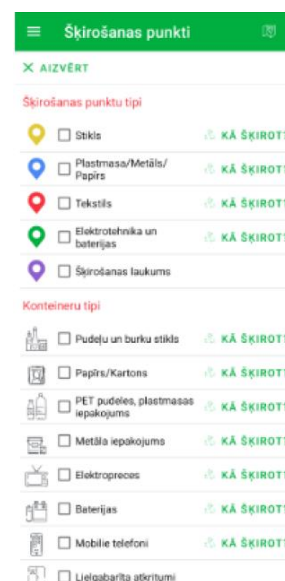 Šķirošanas punkti
AIZVĒRT
Šķirošanas punktu tipi
Stikls
KĀ ŠĶIROT?
Plastmasa/Metāls/
Papīrs
KĀ ŠĶIROT?
Tekstils
KĀ ŠĶIROT?
Elektrotehnika un
baterijas
KĀ ŠĶIROT?
Šķirošanas laukums
Konteineru tipi
Pudeļu un burku stikls
KĀ ŠĶIROT?
Papīrs/Kartons
KĀ ŠĶIROT?
PET pudeles, plastmasas
iepakojums
KĀ ŠĶIROT?
Metāla iepakojums
KĀ ŠĶIROT?
Elektropreces
KĀ ŠĶIROT?
Baterijas
KĀ ŠĶIROT?
Mobilie telefoni
KĀ ŠĶIROT?
Lielgabarīta atkritumi